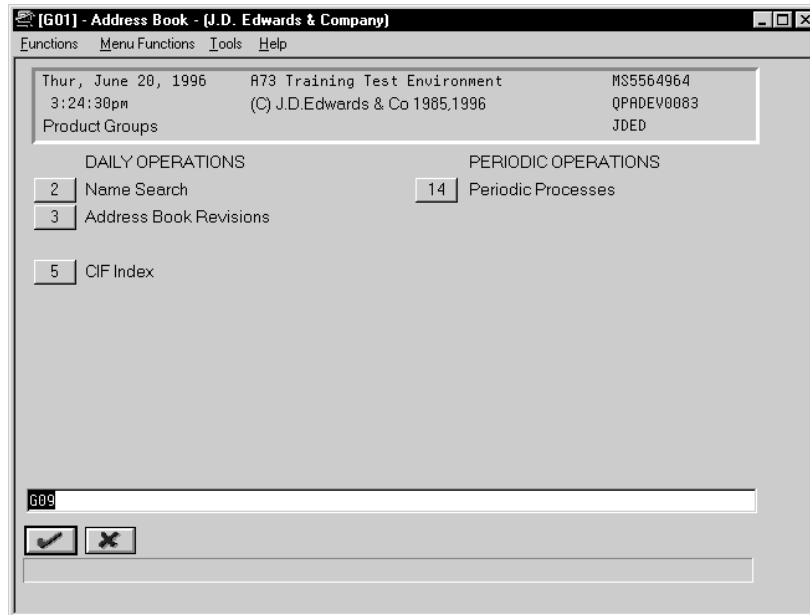 [G01] - Address Book - (J.D. Edwards & Company)
Functions Menu Functions Tools Help
Thur, June 20, 1996 A73 Training Test Environment MS5564964
3:24:30pm (C) J.D.Edwards & Co 1985,1996 QPADEV0083
Product Groups JDED
DAILY OPERATIONS PERIODIC OPERATIONS
2 Name Search 14 Periodic Processes
3 Address Book Revisions
5 CIF Index
G09